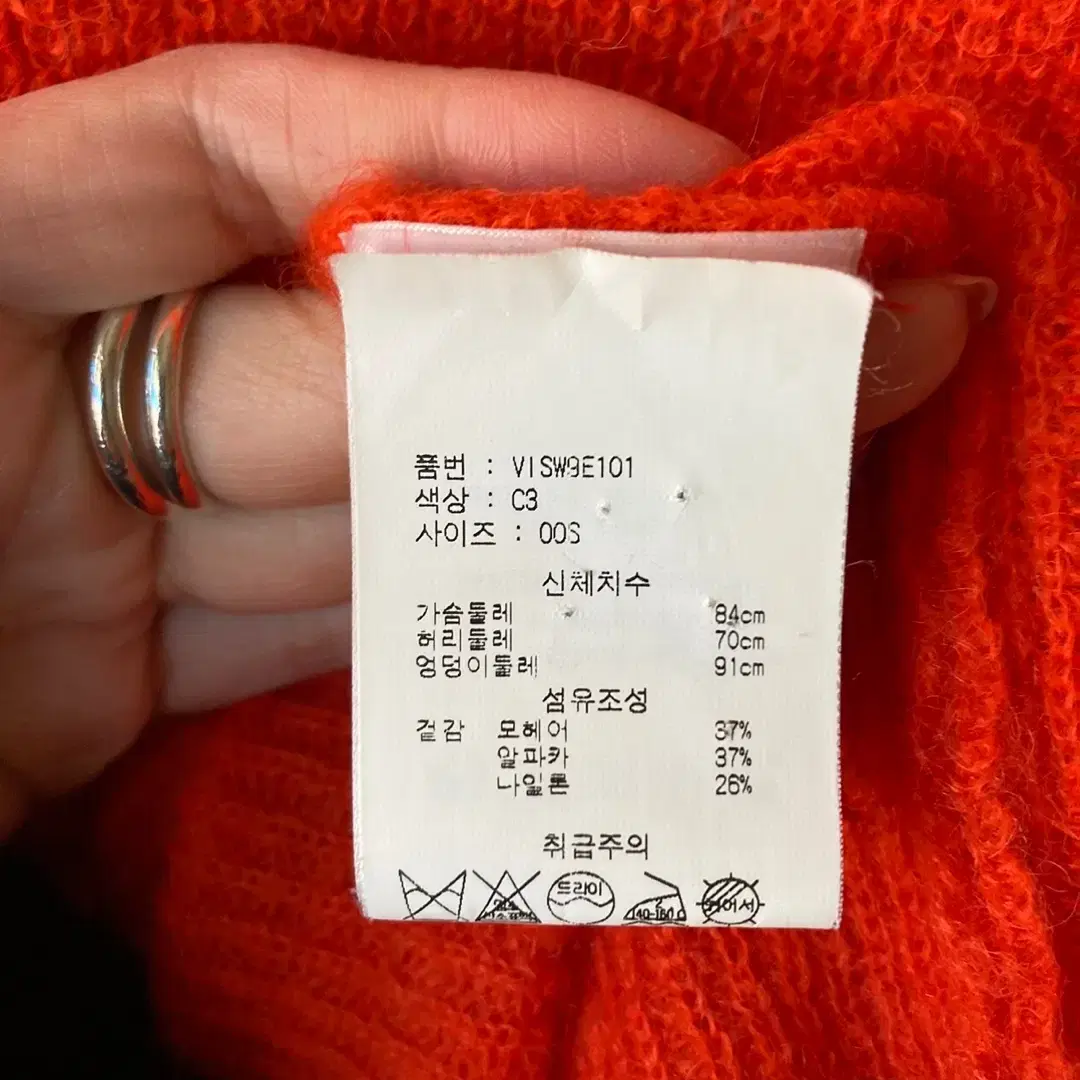 품번 : VISW9E101
색상 : C3
사이즈 : 00S
신체치수
가슴둘레 84cm
허리둘레 70cm
엉덩이둘레 91cm
섬유조성
겉감 모헤어 37%
알파카 37%
나일론 26%
취급주의
드라이 140-160